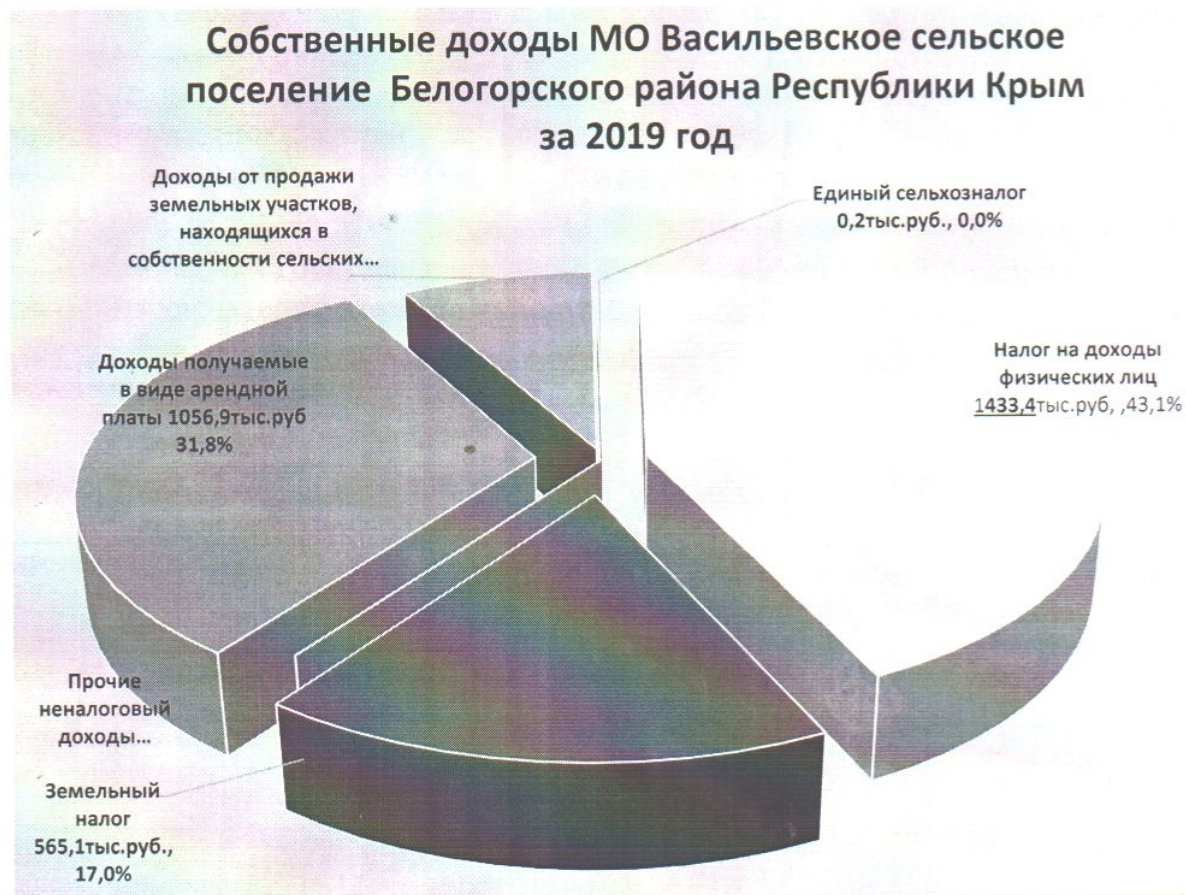 Собственные доходы МО Васильевское сельское
поселение Белогорского района Республики Крым
за 2019 год
Доходы от продажи
земельных участков,
находящихся в
собственности сельских...
Единый сельхозналог
0,2тыс.руб., 0,0%
Доходы получаемые
в виде арендной
платы 1056,9тыс.руб
31,8%
Налог на доходы
физических лиц
1433,4тыс.руб, ,43,1%
Прочие
неналоговый
доходы...
Земельный
налог
565,1тыс.руб.,
17,0%